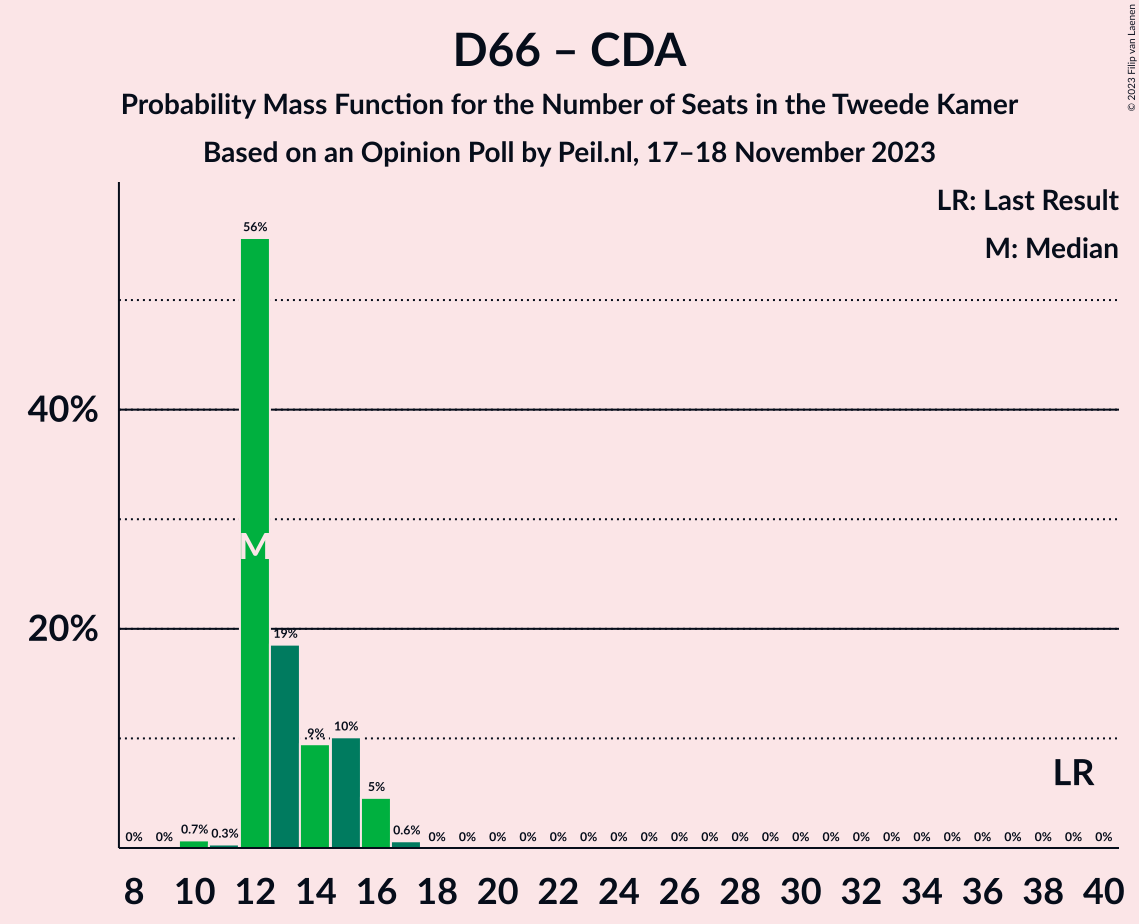 D66 – CDA
Probability Mass Function for the Number of Seats in the Tweede Kamer
Based on an Opinion Poll by Peil.nl, 17–18 November 2023
© 2023 Filip van Laenen
LR: Last Result
M: Median
56%
40%
M
20%
19%
9%
10%
LR
5%
0% 0% 0.7% 0.3% 0.6% 0% 0% 0% 0% 0% 0% 0% 0% 0% 0% 0% 0% 0% 0% 0% 0% 0% 0% 0% 0% 0% 0% 0%
8 10 12 14 16 18 20 22 24 26 28 30 32 34 36 38 40